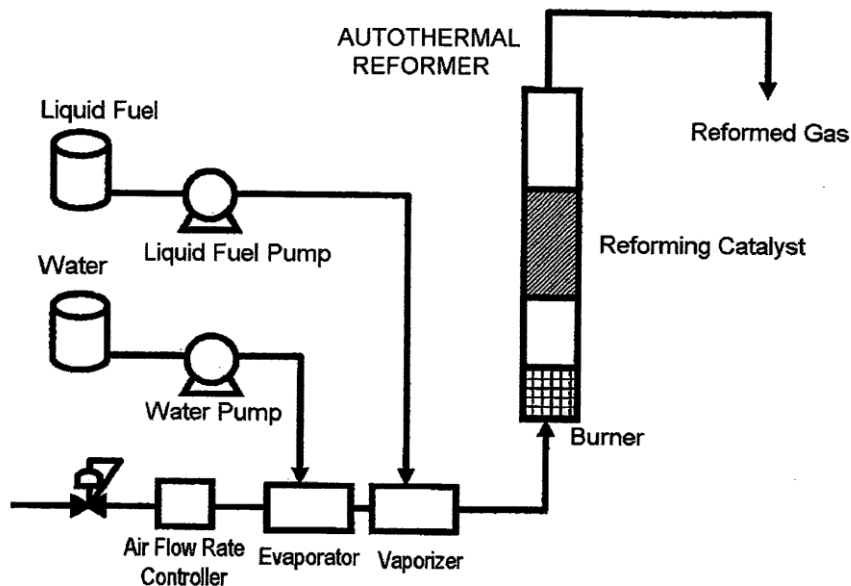 AUTOTHERMAL
REFORMER
Liquid Fuel
Reformed Gas
Liquid Fuel Pump
Reforming Catalyst
Water
Water Pump
Burner
Air Flow Rate
Controller
Evaporator
Vaporizer